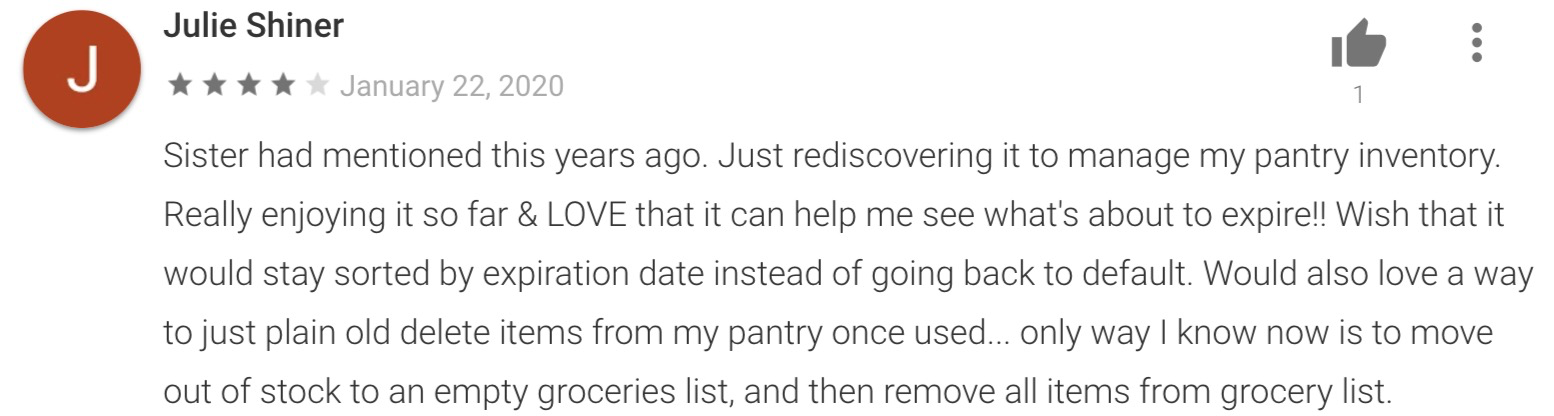 J
Julie Shiner
January 22, 2020
1
Sister had mentioned this years ago. Just rediscovering it to manage my pantry inventory.
Really enjoying it so far & LOVE that it can help me see what's about to expire!! Wish that it
would stay sorted by expiration date instead of going back to default. Would also love a way
to just plain old delete items from my pantry once used... only way I know now is to move
out of stock to an empty groceries list, and then remove all items from grocery list.